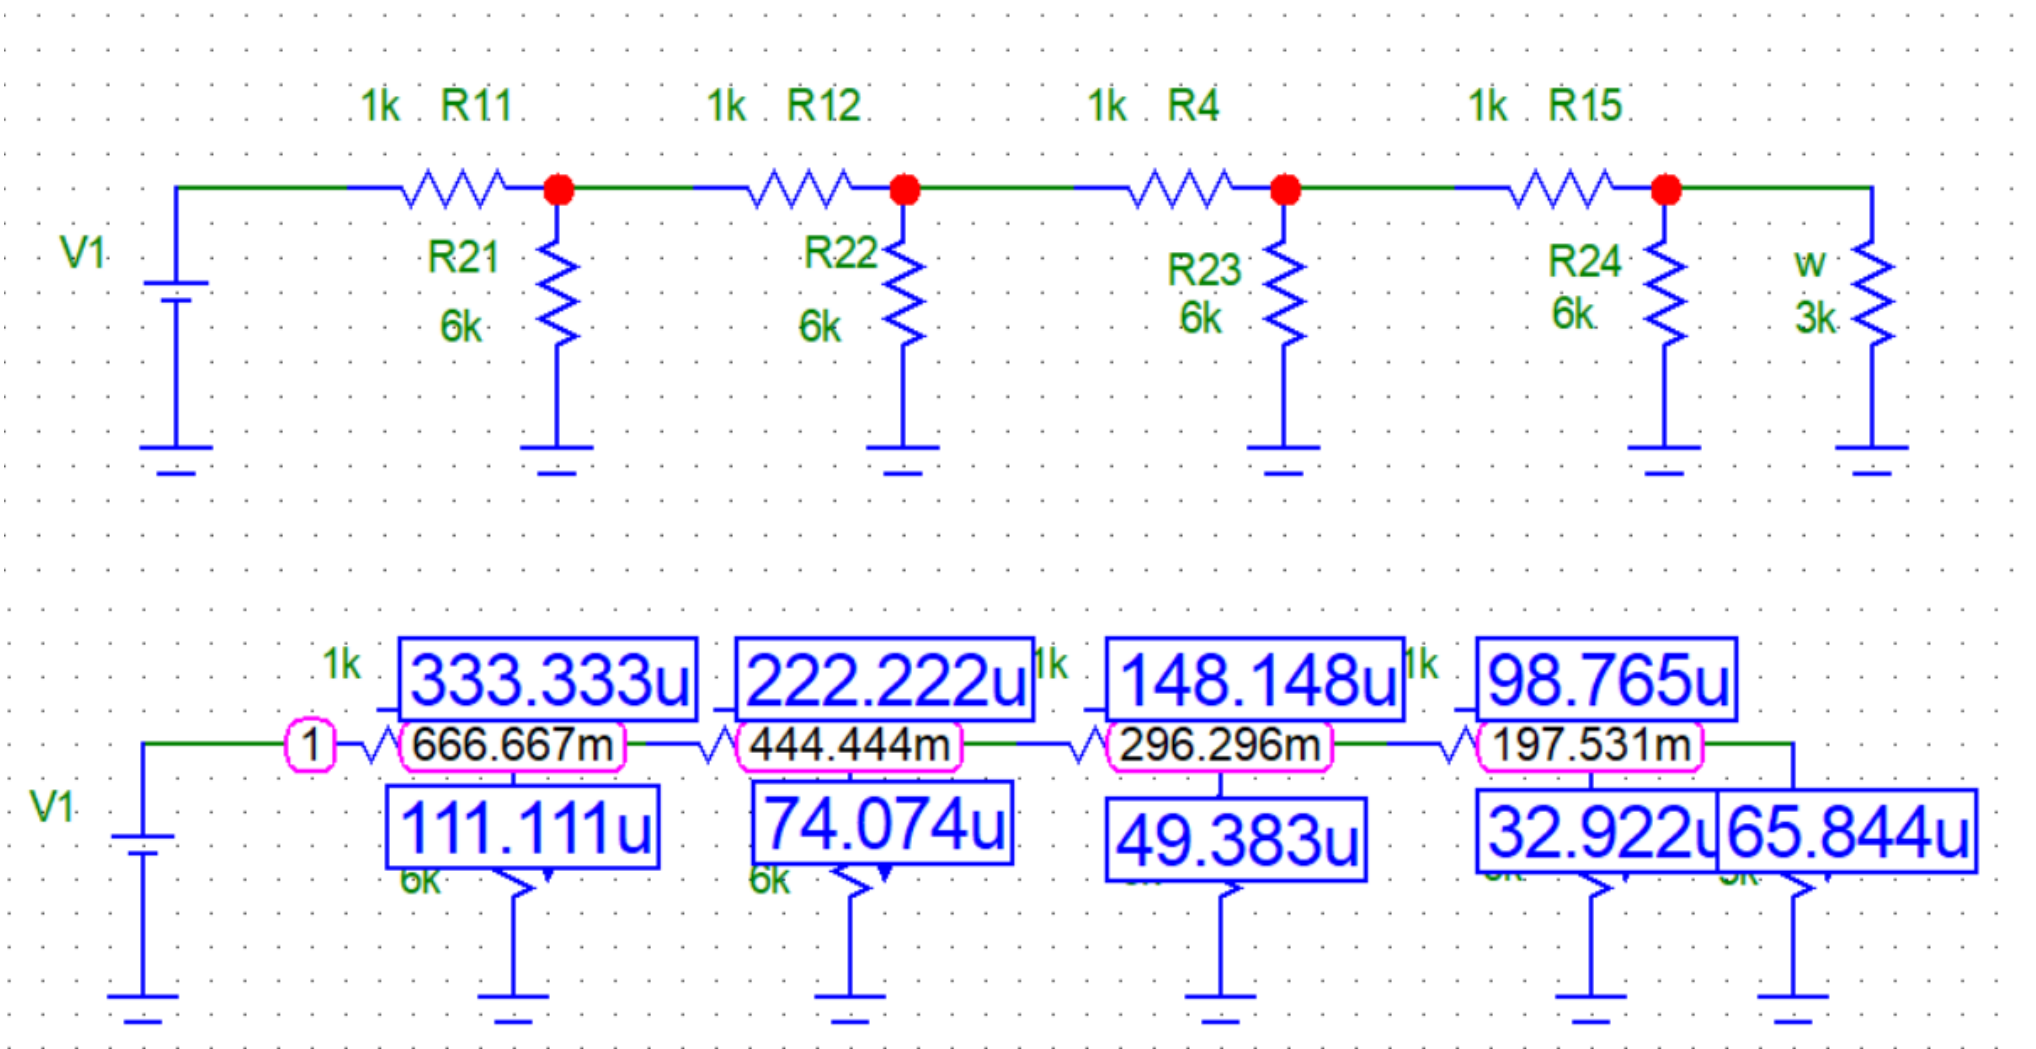 1k R11 1k R12 1k R4 1k R15
V1 R21 R22 R23 R24 w
6k 6k 6k 6k 3k
1k 333.333u 222.222u 1k 148.148u 1k 98.765u
1 666.667m 444.444m 296.296m 197.531m
V1 111.111u 74.074u 49.383u 32.922u 65.844u
6k 6k